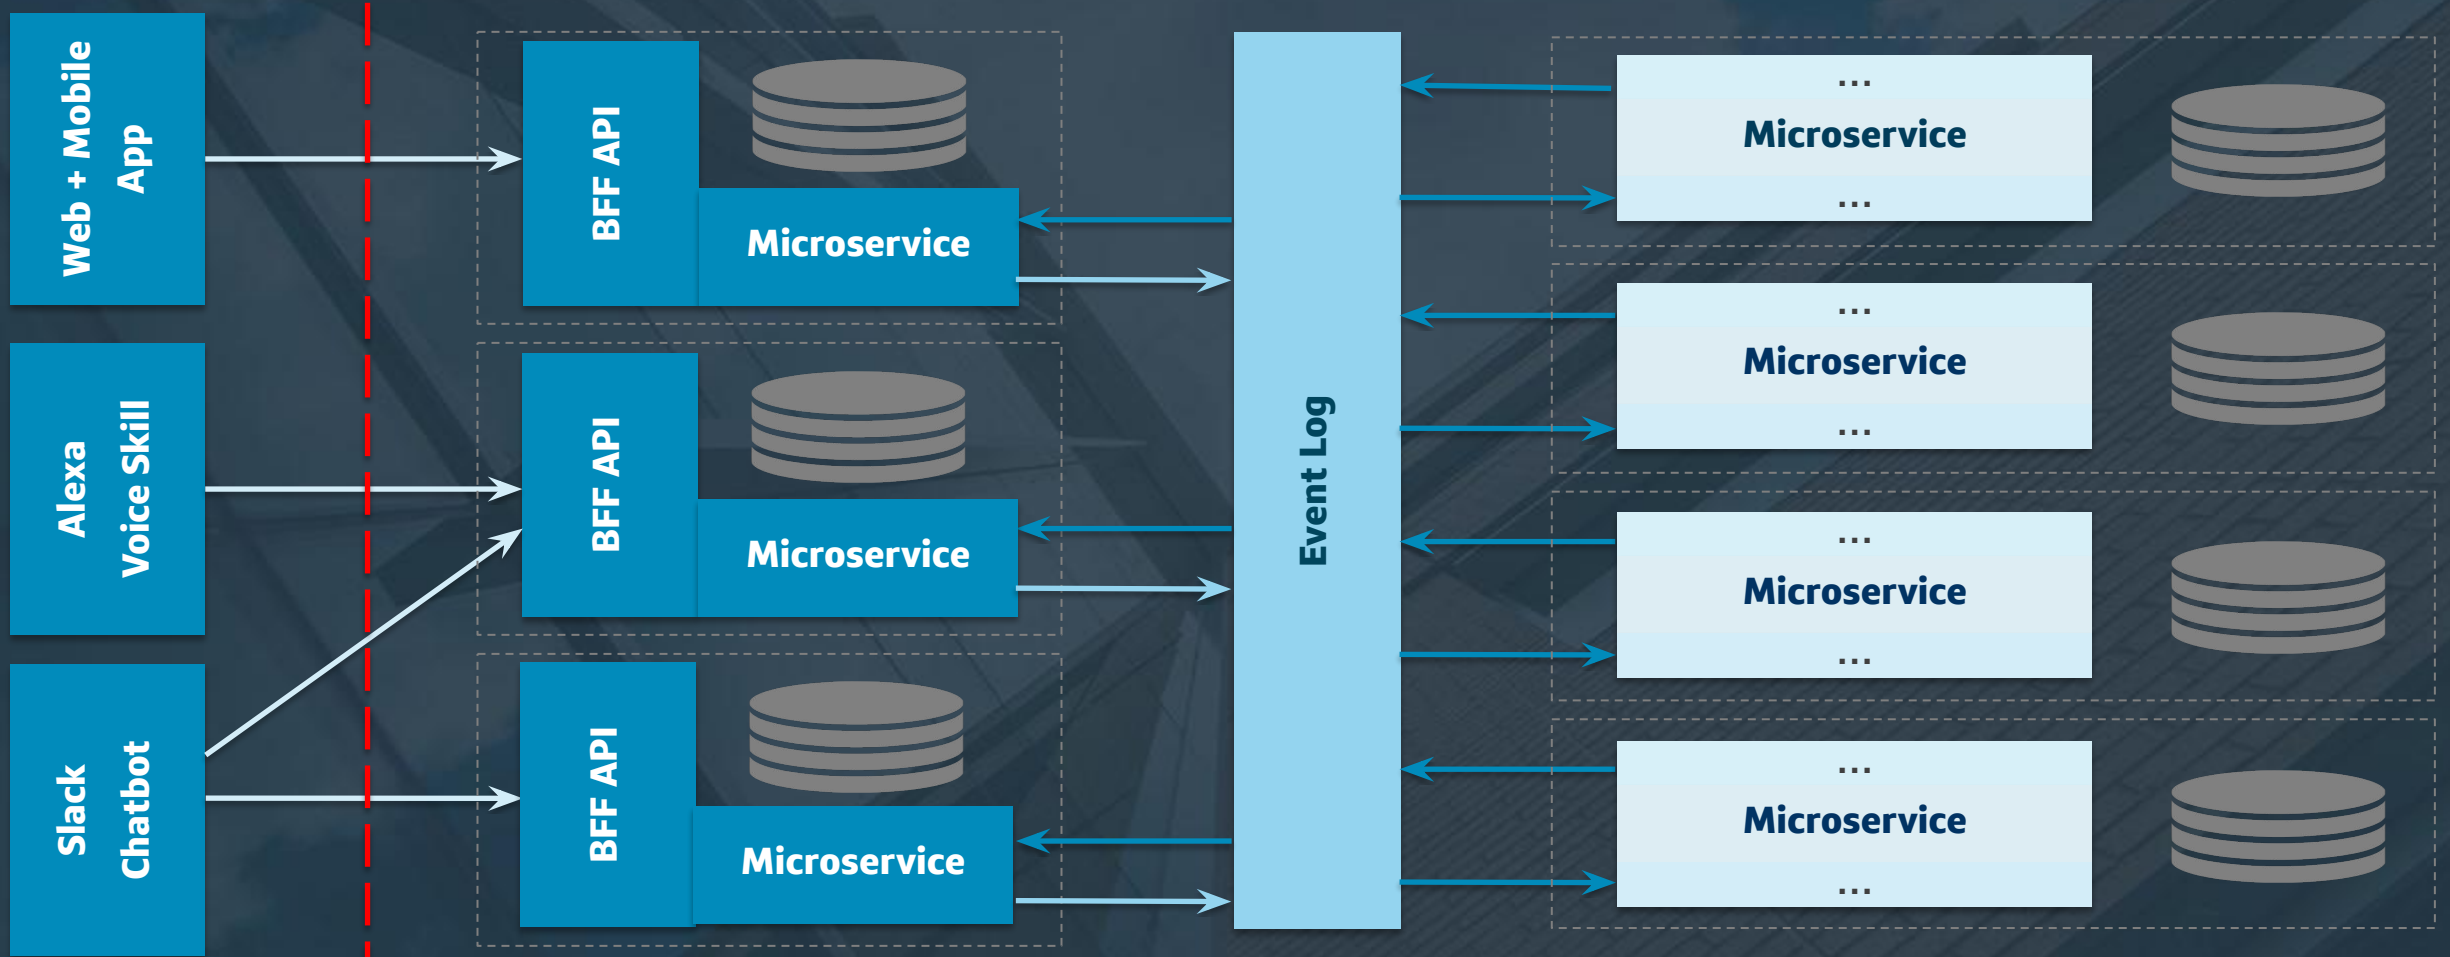 Web + Mobile
App
BFF API
Microservice
Alexa
Voice Skill
BFF API
Microservice
Slack
Chatbot
BFF API
Microservice
Event Log
...
Microservice
...
...
Microservice
...
...
Microservice
...
...
Microservice
...